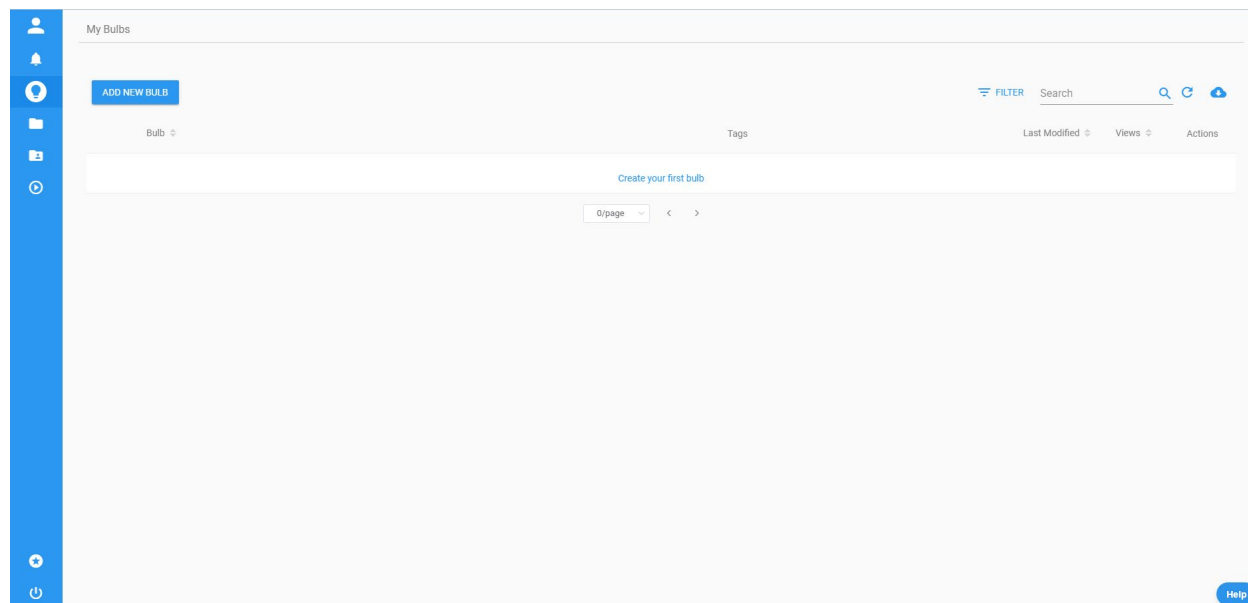 My Bulbs
ADD NEW BULB
FILTER Search
Bulb Tags Last Modified Views Actions
Create your first bulb
0/page
Help